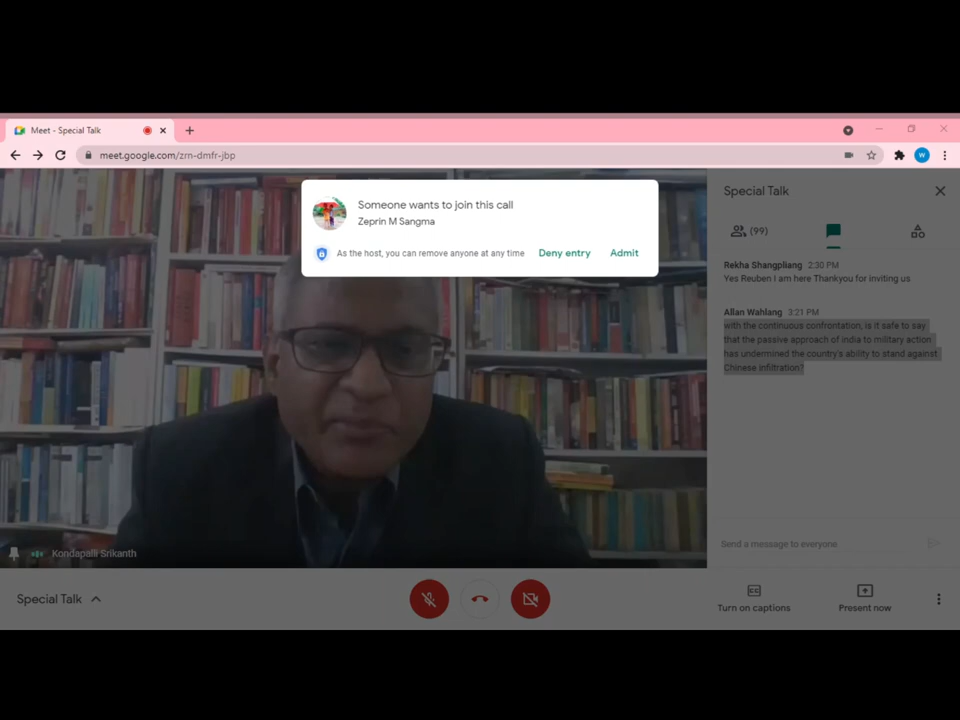 Meet - Special Talk
meet.google.com/zrn-dmfr-jbp
W
Someone wants to join this call
Zeprin M Sangma
As the host, you can remove anyone at any time
Deny entry
Admit
Special Talk
(99)
Rekha Shangpliang 2:30 PM
Yes Reuben I am here Thankyou for inviting us
Allan Wahlang 3:21 PM
with the continuous confrontation, is it safe to say
that the passive approach of india to military action
has undermined the country's ability to stand against
Chinese Infiltration?
Kondapalli Srikanth
Send a message to everyone
Special Talk
CC
Turn on captions
Present now